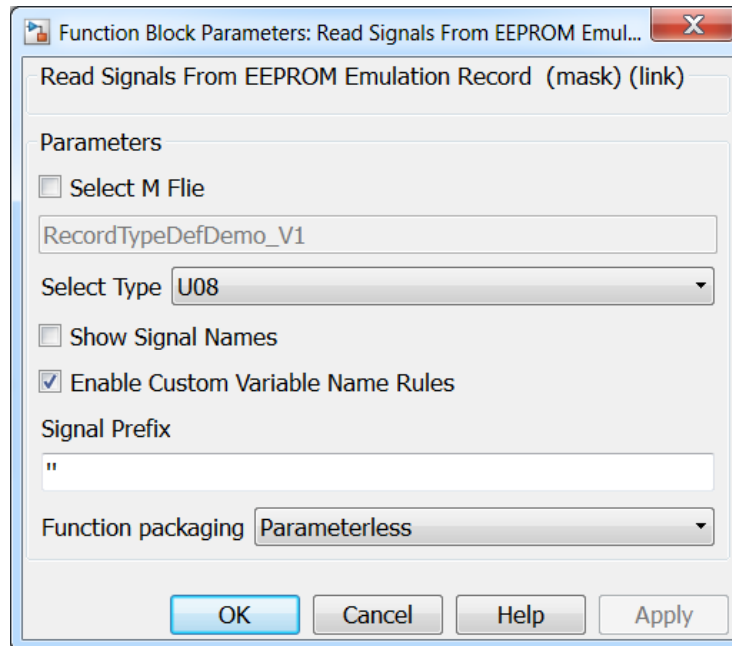 Function Block Parameters: Read Signals From EEPROM Emul...
Read Signals From EEPROM Emulation Record (mask) (link)
Parameters
Select M Flie
RecordTypeDefDemo_V1
Select Type U08
Show Signal Names
Enable Custom Variable Name Rules
Signal Prefix
''
Function packaging Parameterless
OK Cancel Help Apply